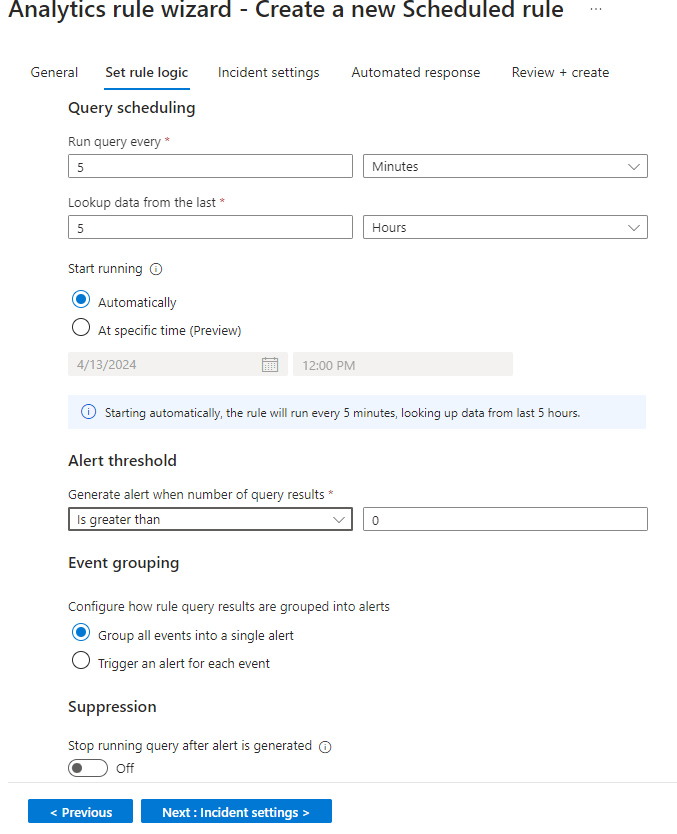 Analytics rule wizard - Create a new Scheduled rule ...
General Set rule logic Incident settings Automated response Review + create
Query scheduling
Run query every *
5 Minutes
Lookup data from the last *
5 Hours
Start running
Automatically
At specific time (Preview)
4/13/2024 12:00 PM
Starting automatically, the rule will run every 5 minutes, looking up data from last 5 hours.
Alert threshold
Generate alert when number of query results *
Is greater than 0
Event grouping
Configure how rule query results are grouped into alerts
Group all events into a single alert
Trigger an alert for each event
Suppression
Stop running query after alert is generated
Off
< Previous Next : Incident settings >